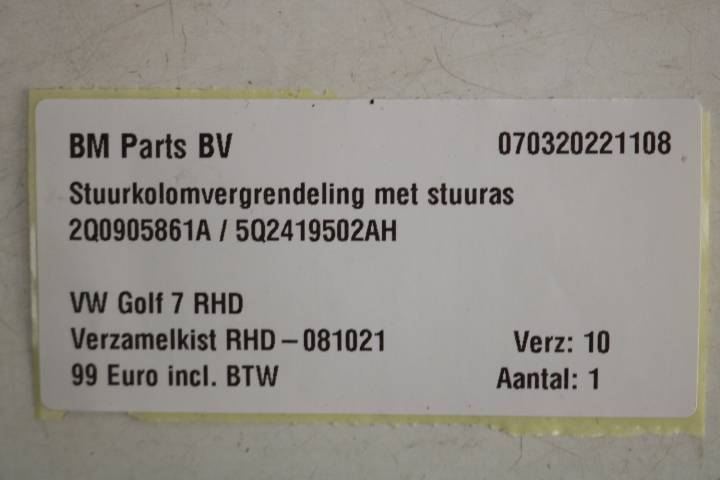 BM Parts BV 070320221108
Stuurkolomvergrendeling met stuuras
2Q0905861A / 5Q2419502AH
VW Golf 7 RHD
Verzamelkist RHD-081021 Verz: 10
99 Euro incl. BTW Aantal: 1